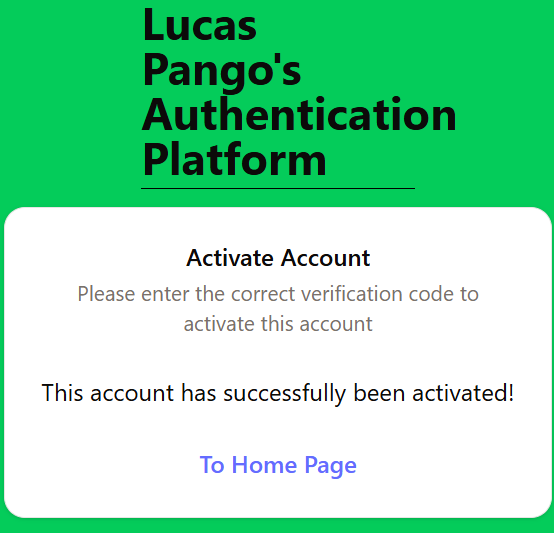 Lucas
Pango's
Authentication
Platform
Activate Account
Please enter the correct verification code to
activate this account
This account has successfully been activated!
To Home Page